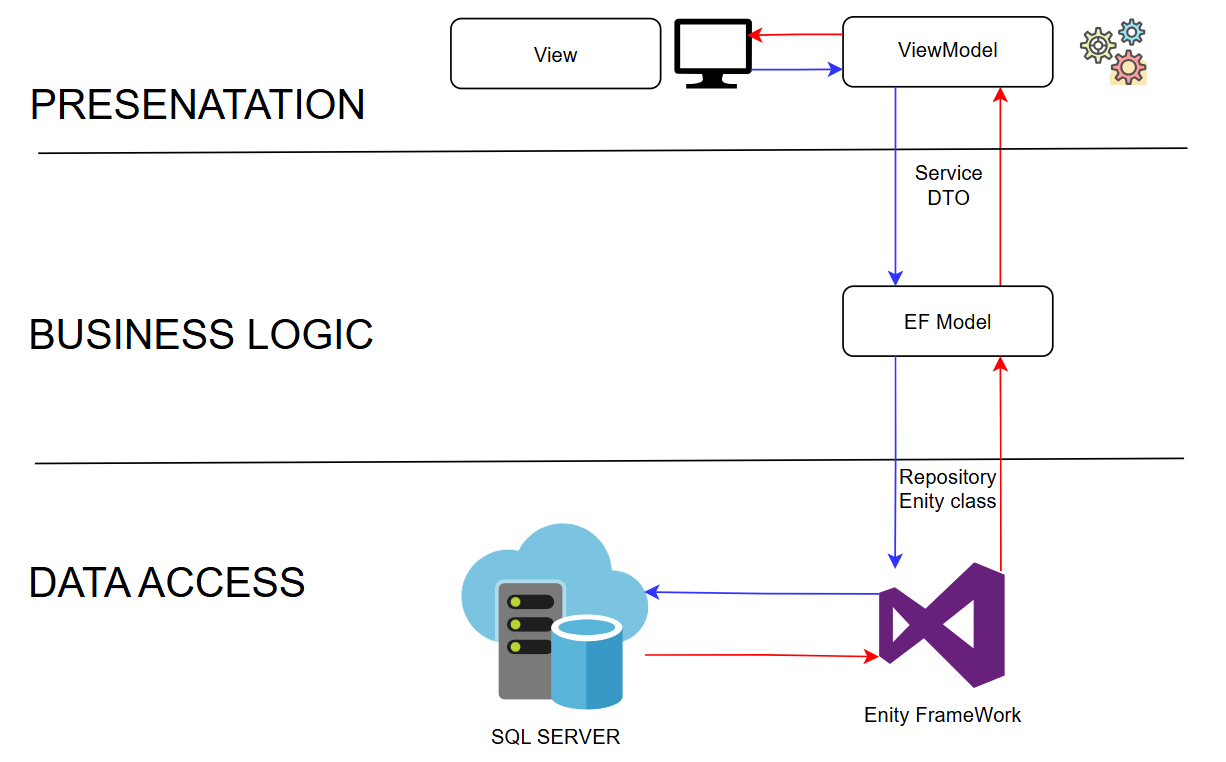 View
ViewModel
PRESENATATION
Service
DTO
EF Model
BUSINESS LOGIC
Repository
Enity class
DATA ACCESS
Enity FrameWork
SQL SERVER